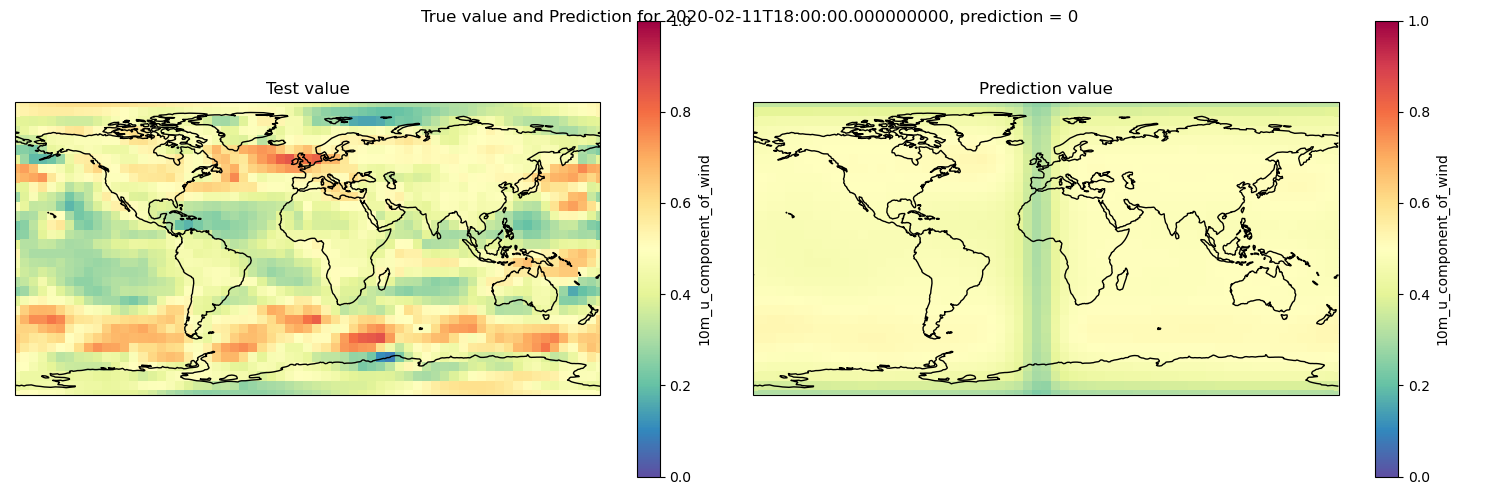 True value and Prediction for 2020-02-11T18:00:00.000000000, prediction = 0
Test value
1.0
0.8
0.6
0.4
0.2
0.0
10m_u_component_of_wind
Prediction value
1.0
0.8
0.6
0.4
0.2
0.0
10m_u_component_of_wind